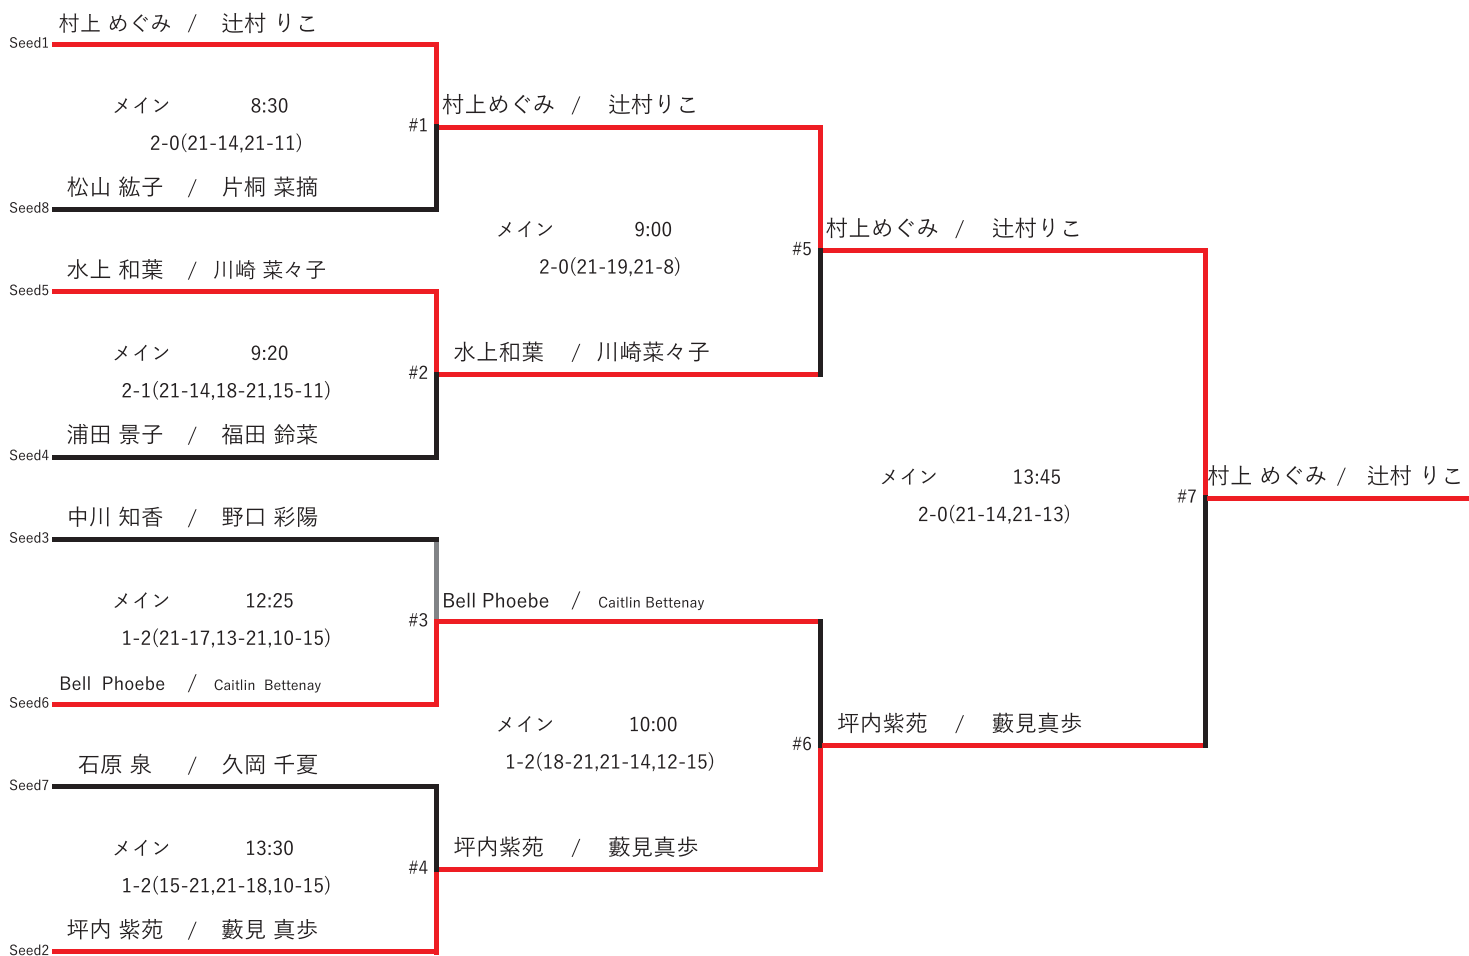 村上 めぐみ / 辻村 りこ
Seed1
メイン 8:30
2-0(21-14,21-11)
#1
村上めぐみ / 辻村りこ
松山 紘子 / 片桐 菜摘
Seed8
メイン 9:00
2-0(21-19,21-8)
#5
村上めぐみ / 辻村りこ
水上 和葉 / 川崎 菜々子
Seed5
メイン 9:20
2-1(21-14,18-21,15-11)
#2
水上和葉 / 川崎菜々子
浦田 景子 / 福田 鈴菜
Seed4
メイン 13:45
2-0(21-14,21-13)
#7
村上 めぐみ / 辻村 りこ
中川 知香 / 野口 彩陽
Seed3
メイン 12:25
1-2(21-17,13-21,10-15)
#3
Bell Phoebe / Caitlin Bettenay
Bell Phoebe / Caitlin Bettenay
Seed6
メイン 10:00
1-2(18-21,21-14,12-15)
#6
坪内紫苑 / 藪見真歩
石原 泉 / 久岡 千夏
Seed7
メイン 13:30
1-2(15-21,21-18,10-15)
#4
坪内紫苑 / 藪見真歩
坪内 紫苑 / 藪見 真歩
Seed2